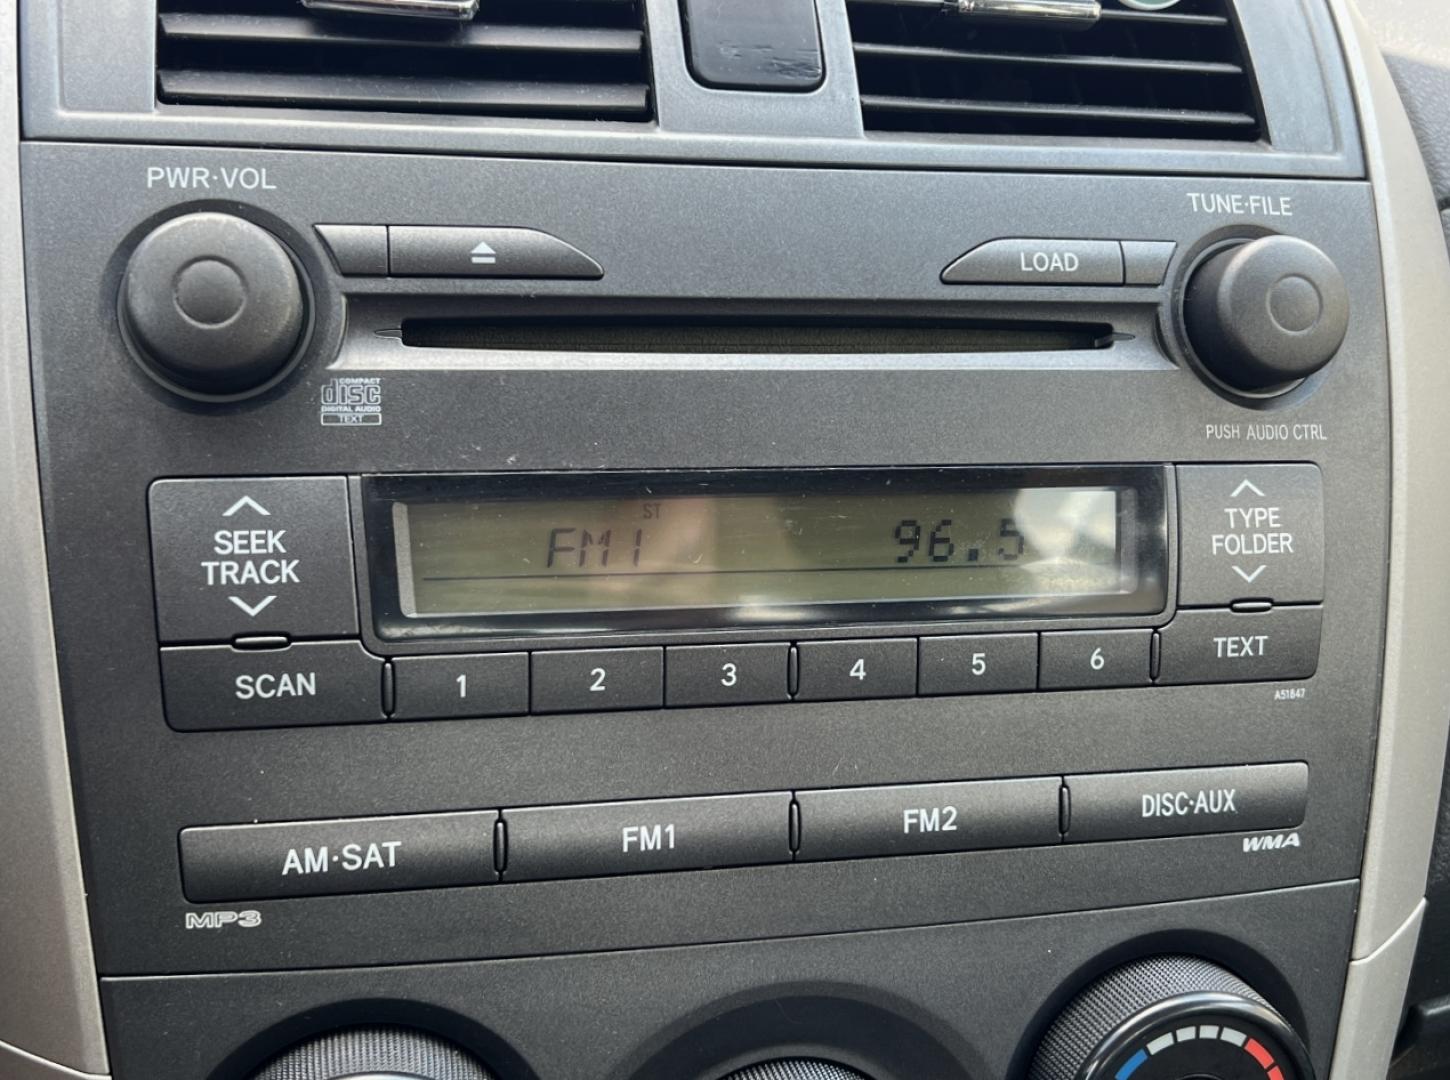 PWR·VOL
TUNE·FILE
LOAD
COMPACT
disc
DIGITAL AUDIO
TEXT
PUSH AUDIO CTRL
SEEK
TRACK
ST
FM1
96.5
TYPE
FOLDER
SCAN
1
2
3
4
5
6
TEXT
A51847
AM·SAT
FM1
FM2
DISC·AUX
WMA
MP3